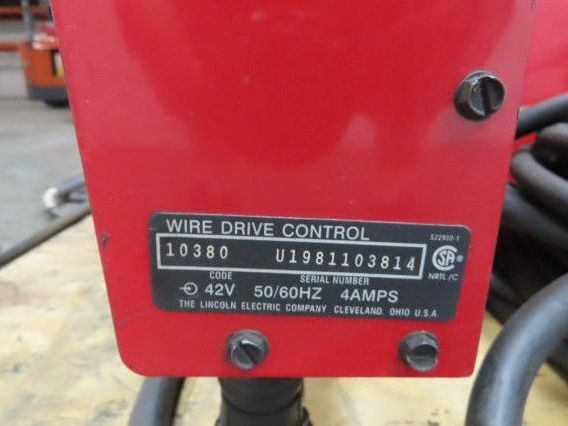 WIRE DRIVE CONTROL
S22950-1
10380 U1981103814
CODE SERIAL NUMBER
NRTL/C
42V 50/60HZ 4AMPS
THE LINCOLN ELECTRIC COMPANY CLEVELAND, OHIO U.S.A.